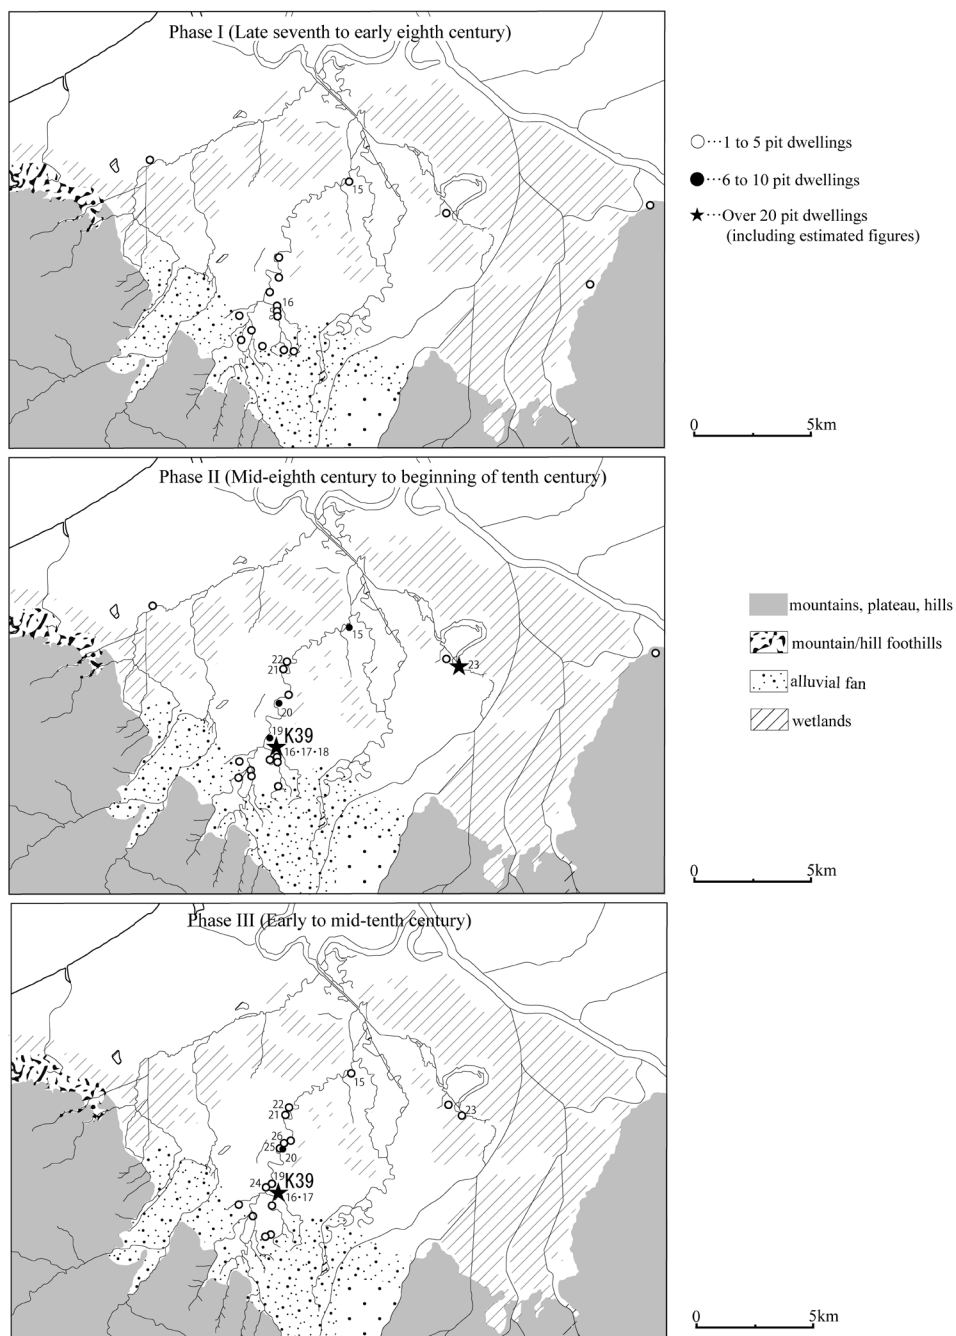 Phase I (Late seventh to early eighth century)
15
16
○···1 to 5 pit dwellings
●···6 to 10 pit dwellings
★···Over 20 pit dwellings
(including estimated figures)
0 5km
Phase II (Mid-eighth century to beginning of tenth century)
15
22
21
23
20
19
K39
16·17·18
mountains, plateau, hills
mountain/hill foothills
alluvial fan
wetlands
0 5km
Phase III (Early to mid-tenth century)
15
22
21
23
26
25
20
19
24
K39
16·17
0 5km